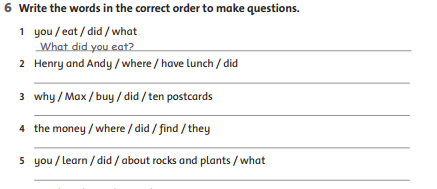 6 Write the words in the correct order to make questions.
1 you / eat / did / what
What did you eat?
2 Henry and Andy / where / have lunch / did
3 why / Max / buy / did / ten postcards
4 the money / where / did / find / they
5 you / learn / did / about rocks and plants / what